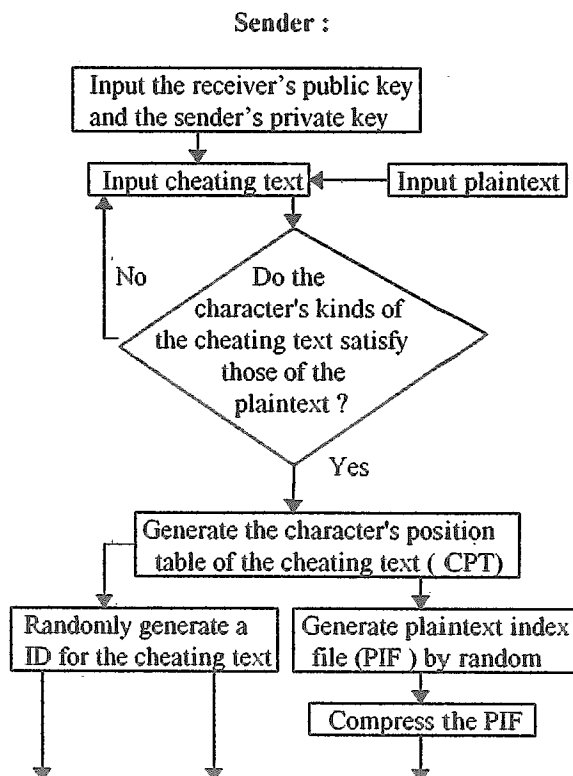 Sender :
Input the receiver's public key
and the sender's private key
Input cheating text
Input plaintext
No
Do the
character's kinds of
the cheating text satisfy
those of the
plaintext ?
Yes
Generate the character's position
table of the cheating text ( CPT)
Randomly generate a
ID for the cheating text
Generate plaintext index
file (PIF ) by random
Compress the PIF